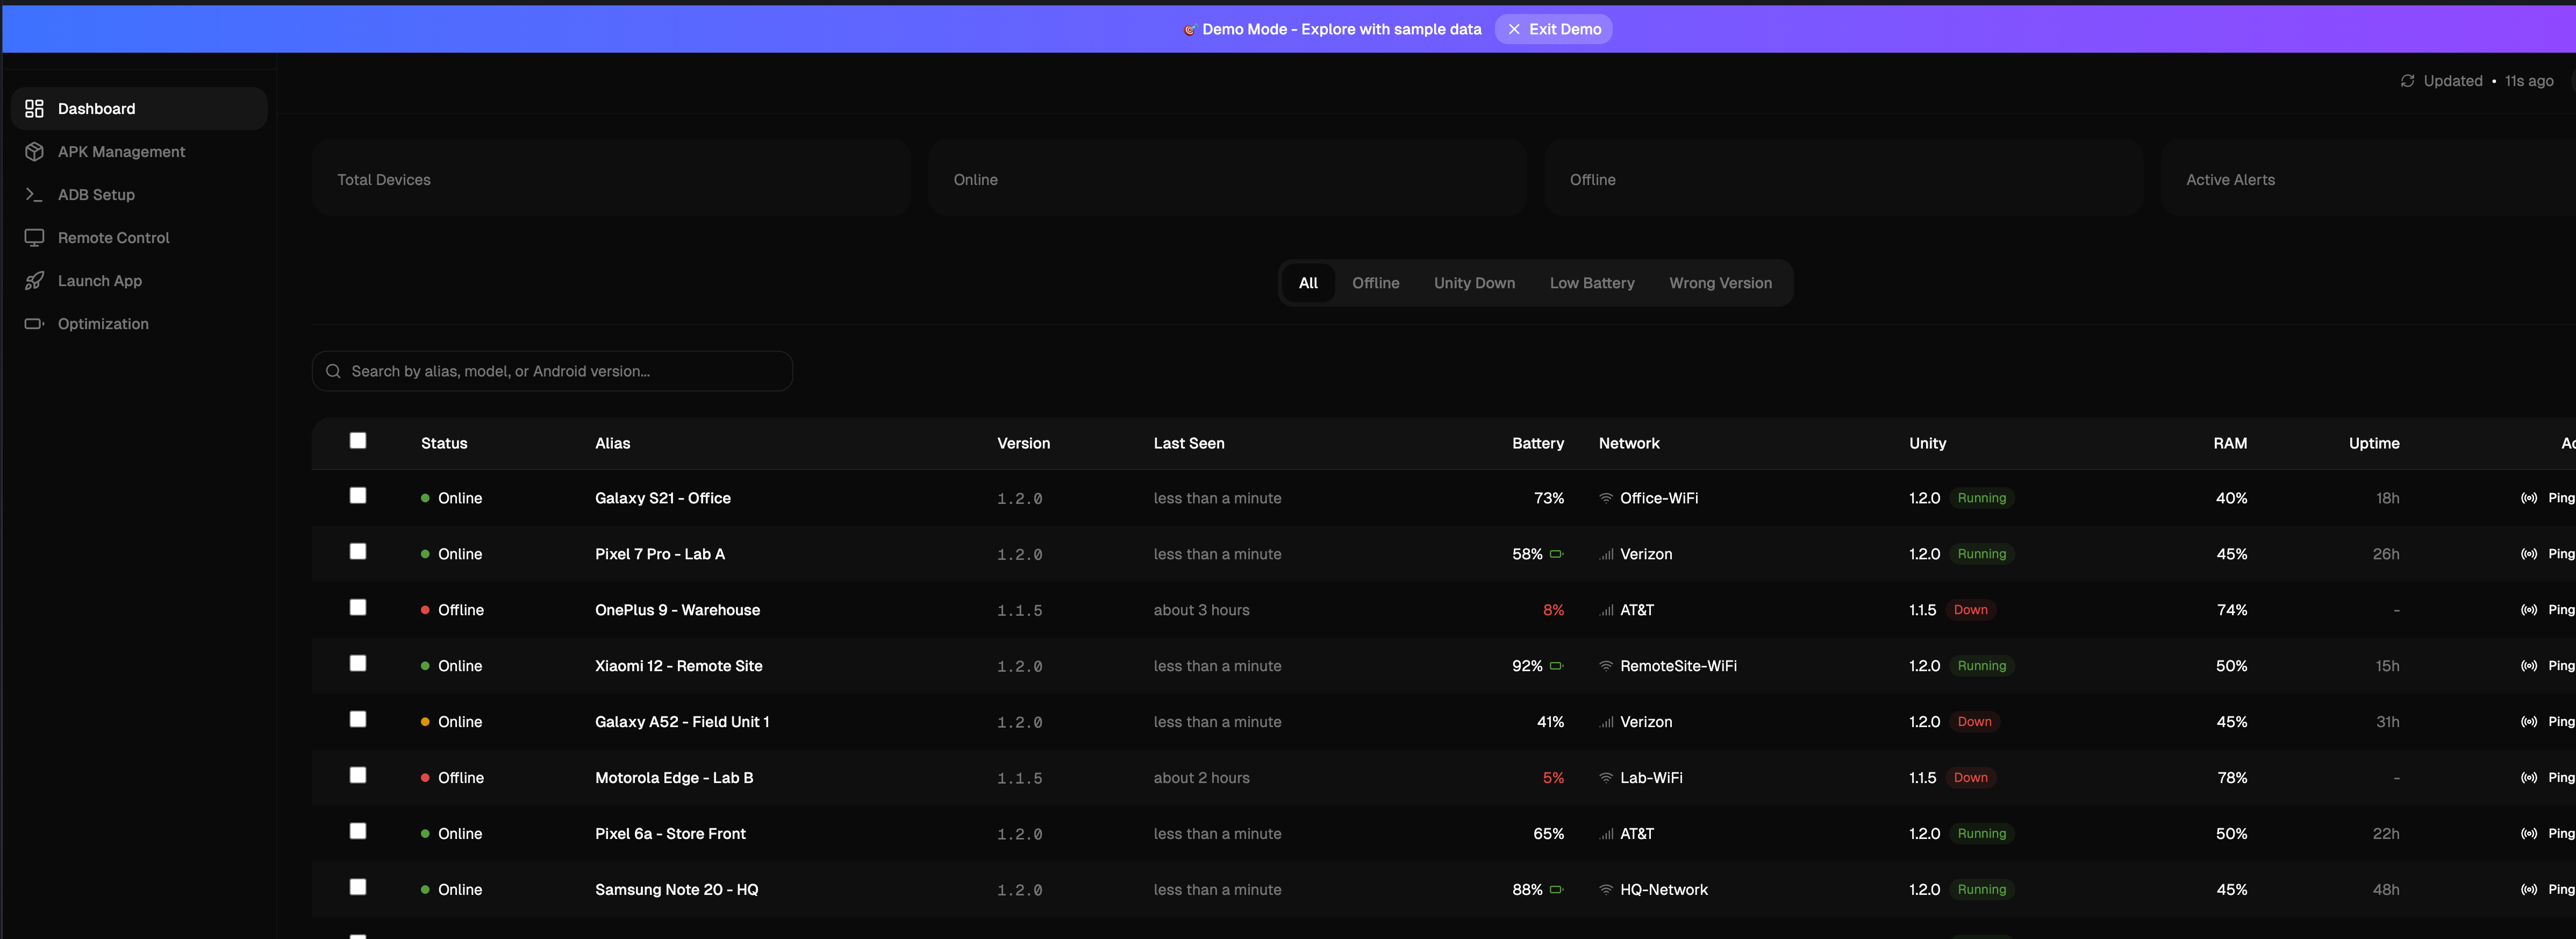 🎯 Demo Mode - Explore with sample data
Exit Demo
Updated • 11s ago
Dashboard
APK Management
ADB Setup
Remote Control
Launch App
Optimization
Total Devices
Online
Offline
Active Alerts
All Offline Unity Down Low Battery Wrong Version
Search by alias, model, or Android version...
Status Alias Version Last Seen Battery Network Unity RAM Uptime
Online Galaxy S21 - Office 1.2.0 less than a minute 73% Office-WiFi 1.2.0 Running 40% 18h Ping
Online Pixel 7 Pro - Lab A 1.2.0 less than a minute 58% Verizon 1.2.0 Running 45% 26h Ping
Offline OnePlus 9 - Warehouse 1.1.5 about 3 hours 8% AT&T 1.1.5 Down 74% - Ping
Online Xiaomi 12 - Remote Site 1.2.0 less than a minute 92% RemoteSite-WiFi 1.2.0 Running 50% 15h Ping
Online Galaxy A52 - Field Unit 1 1.2.0 less than a minute 41% Verizon 1.2.0 Down 45% 31h Ping
Offline Motorola Edge - Lab B 1.1.5 about 2 hours 5% Lab-WiFi 1.1.5 Down 78% - Ping
Online Pixel 6a - Store Front 1.2.0 less than a minute 65% AT&T 1.2.0 Running 50% 22h Ping
Online Samsung Note 20 - HQ 1.2.0 less than a minute 88% HQ-Network 1.2.0 Running 45% 48h Ping